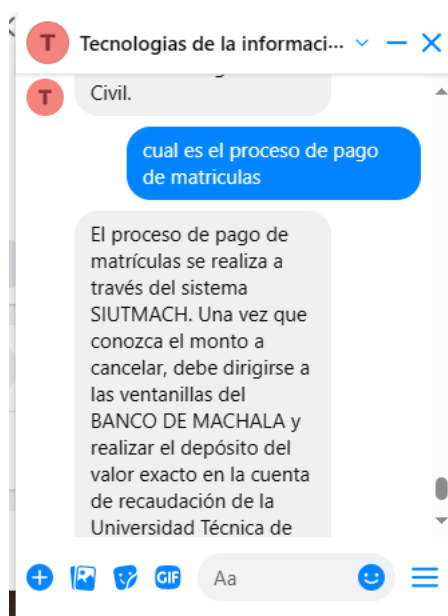 T
Tecnologias de la informaci...
T
Civil.
cual es el proceso de pago
de matriculas
El proceso de pago de
matrículas se realiza a
través del sistema
SIUTMACH. Una vez que
conozca el monto a
cancelar, debe dirigirse a
las ventanillas del
BANCO DE MACHALA y
realizar el depósito del
valor exacto en la cuenta
de recaudación de la
Universidad Técnica de
GIF
Aa